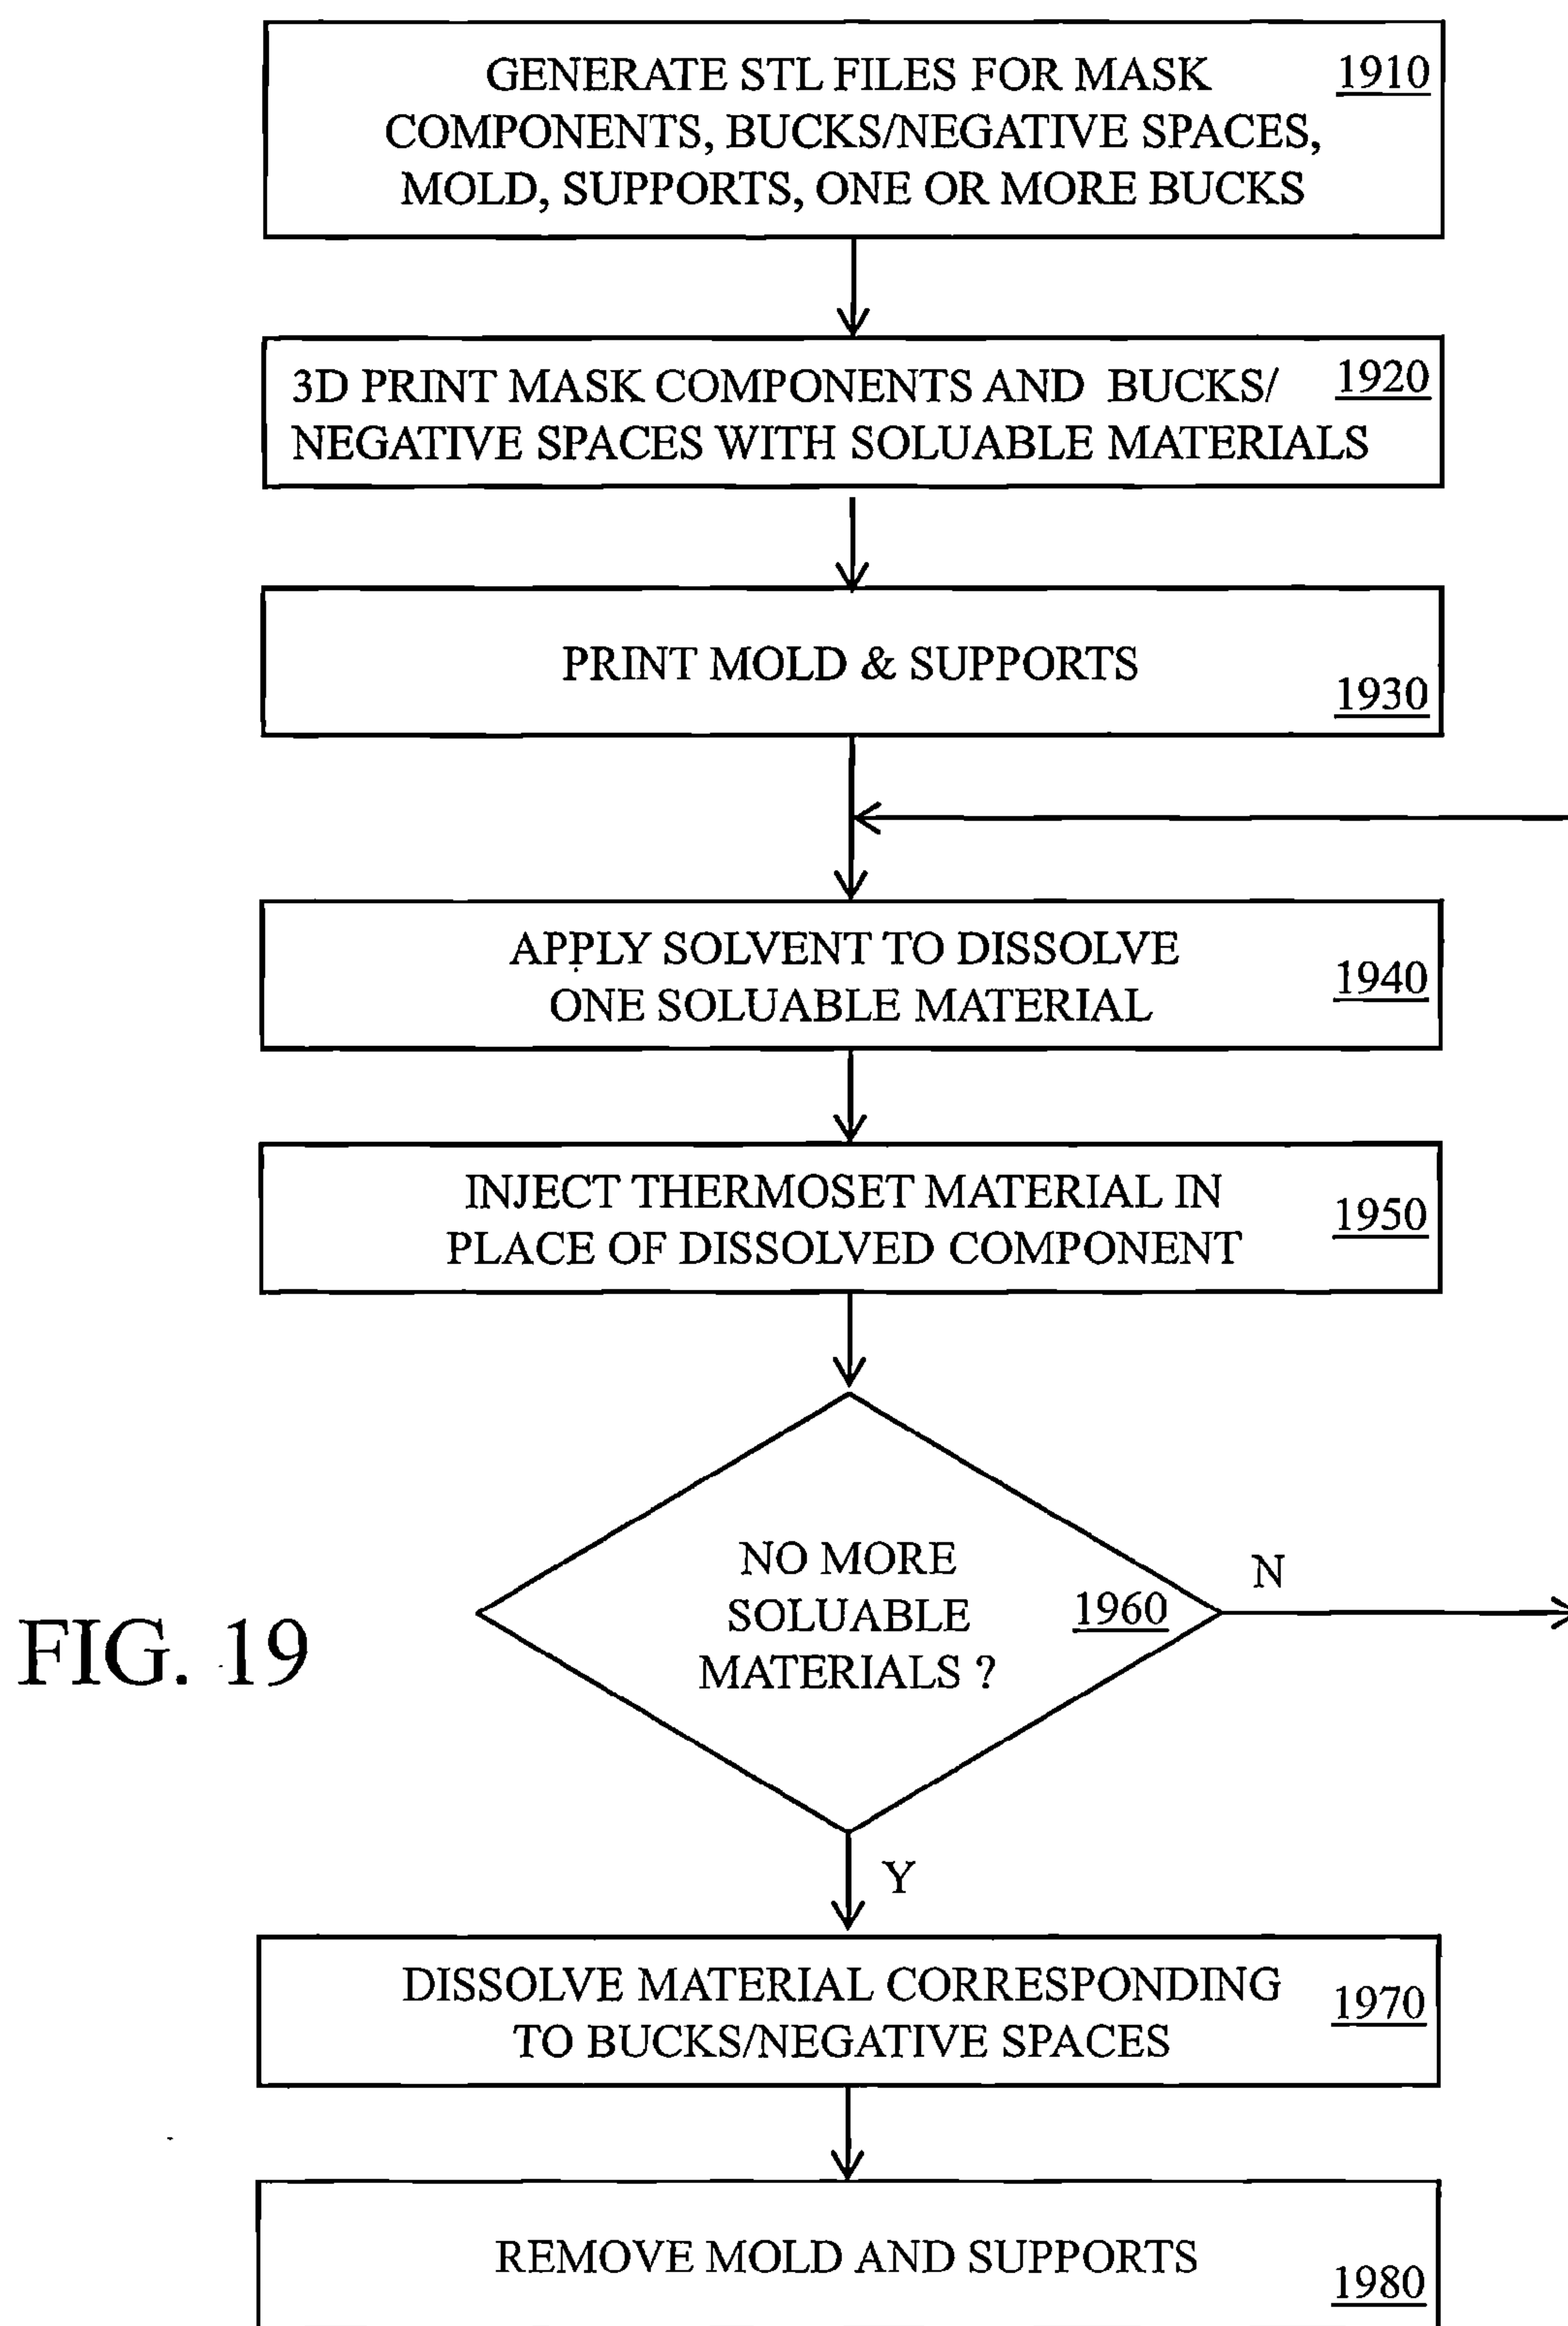 GENERATE STL FILES FOR MASK 1910
COMPONENTS, BUCKS/NEGATIVE SPACES,
MOLD, SUPPORTS, ONE OR MORE BUCKS
3D PRINT MASK COMPONENTS AND BUCKS/ 1920
NEGATIVE SPACES WITH SOLUABLE MATERIALS
PRINT MOLD & SUPPORTS
1930
APPLY SOLVENT TO DISSOLVE
ONE SOLUABLE MATERIAL
1940
INJECT THERMOSET MATERIAL IN
PLACE OF DISSOLVED COMPONENT
1950
NO MORE
SOLUABLE
MATERIALS ?
1960
N
FIG. 19
Y
DISSOLVE MATERIAL CORRESPONDING
TO BUCKS/NEGATIVE SPACES
1970
REMOVE MOLD AND SUPPORTS
1980